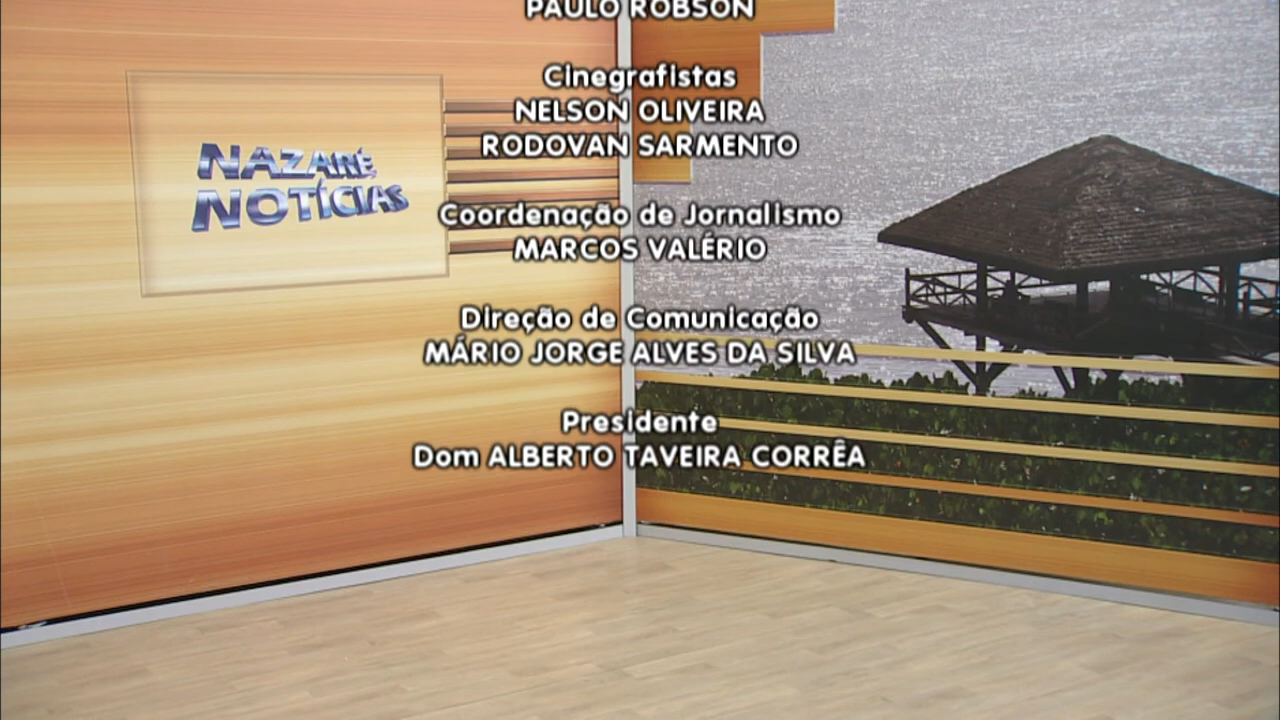 PAULO ROBSON
Cinegrafistas
NELSON OLIVEIRA
RODOVAN SARMENTO
NAZARÉ
NOTÍCIAS
Coordenação de Jornalismo
MARCOS VALÉRIO
Direção de Comunicação
MÁRIO JORGE ALVES DA SILVA
Presidente
Dom ALBERTO TAVEIRA CORRÊA